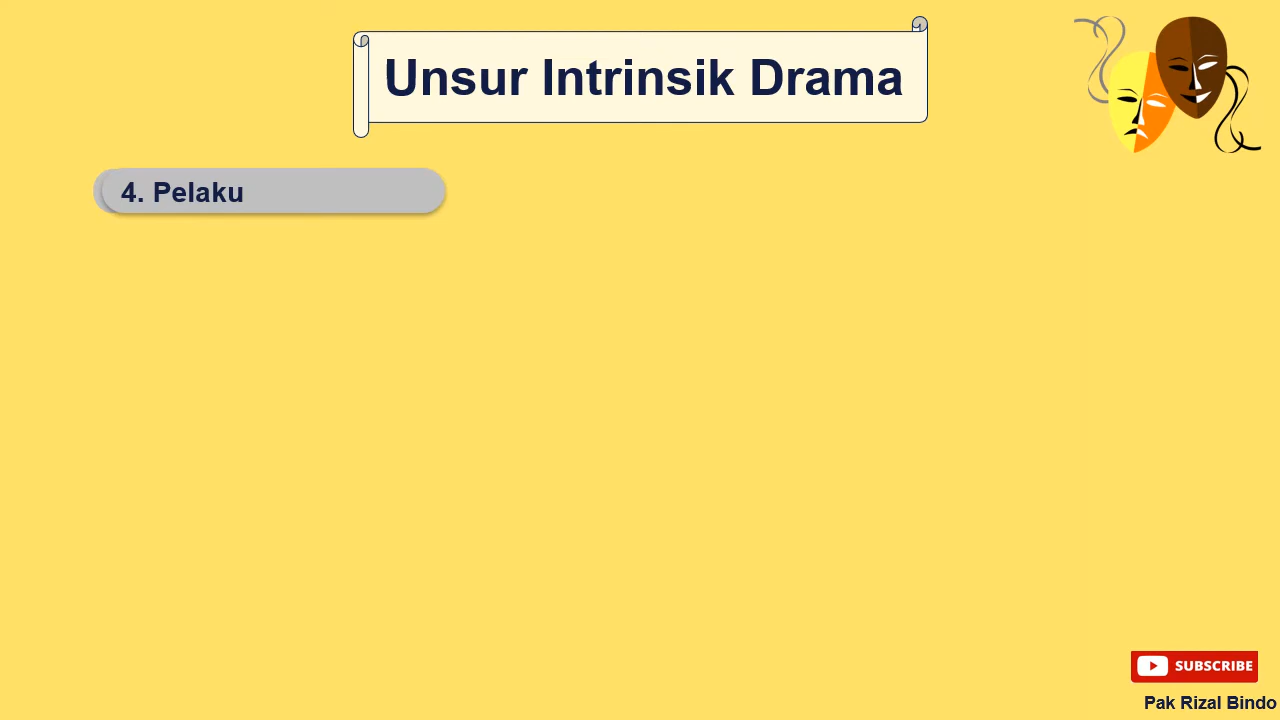 Unsur Intrinsik Drama
4. Pelaku
SUBSCRIBE
Pak Rizal Bindo